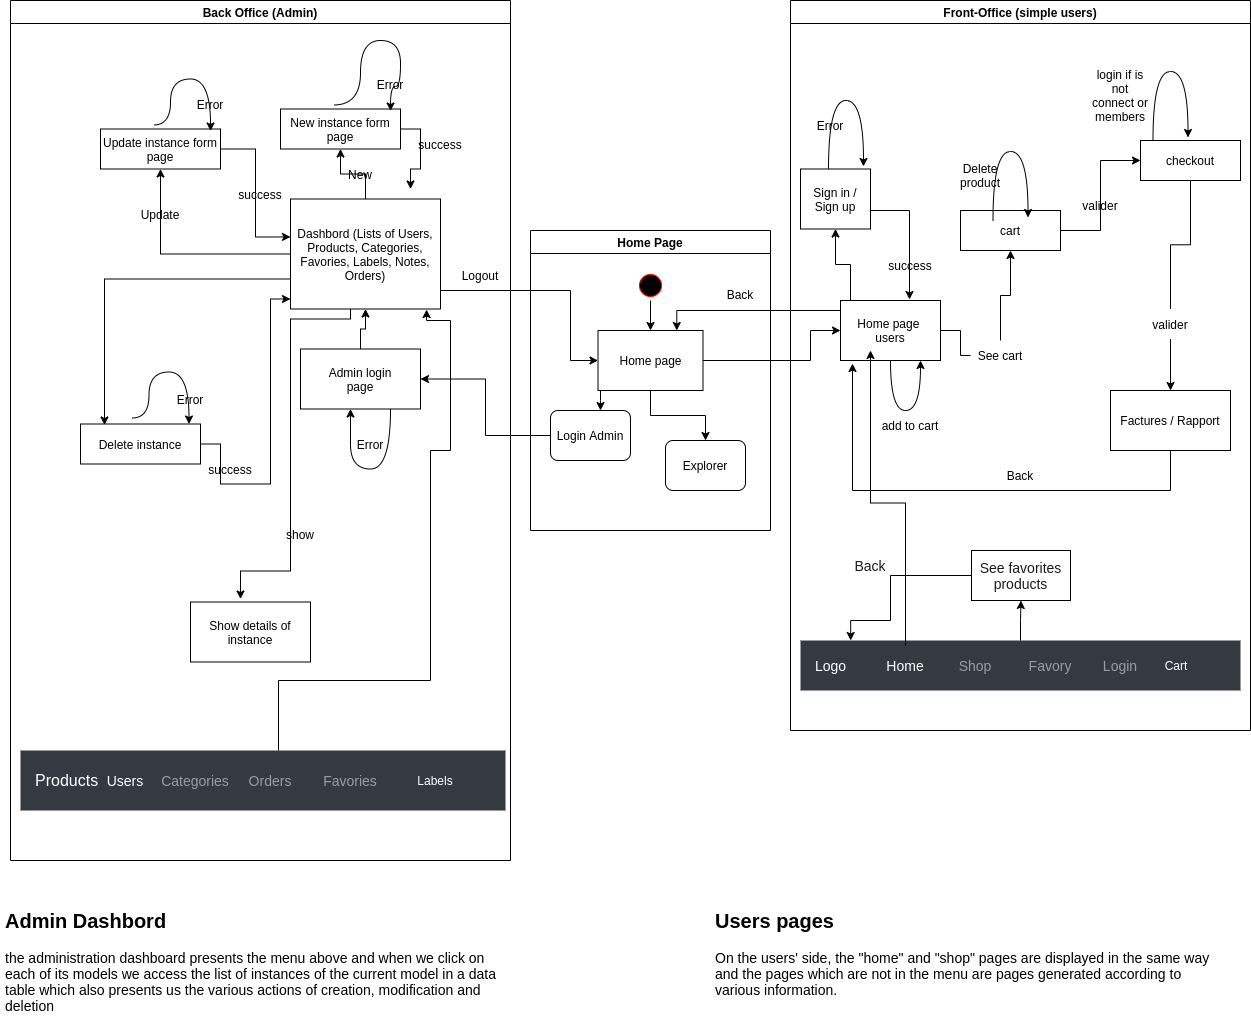 Back Office (Admin)
Error
Update instance form
page
Error
New instance form
page
success
success
New
Update
Dashbord (Lists of Users,
Products, Categories,
Favories, Labels, Notes,
Orders)
Logout
Admin login
page
Error
Error
Delete instance
success
show
Show details of
instance
Products Users Categories Orders Favories Labels
Home Page
Home page
Login Admin
Explorer
Front-Office (simple users)
login if is
not
connect or
members
Error
Sign in /
Sign up
success
Delete
product
cart
valider
checkout
Back
Home page
users
See cart
add to cart
valider
Factures / Rapport
Back
See favorites
products
Back
Logo Home Shop Favory Login Cart
Admin Dashbord
the administration dashboard presents the menu above and when we click on
each of its models we access the list of instances of the current model in a data
table which also presents us the various actions of creation, modification and
deletion
Users pages
On the users' side, the "home" and "shop" pages are displayed in the same way
and the pages which are not in the menu are pages generated according to
various information.